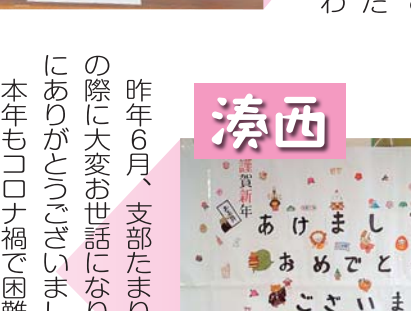 わ
湊西
謹賀新年
あけまし
おめでと
ございま
昨年6月、支部たまり
の際に大変お世話になり
にありがとうございまし
本年もコロナ禍で困難